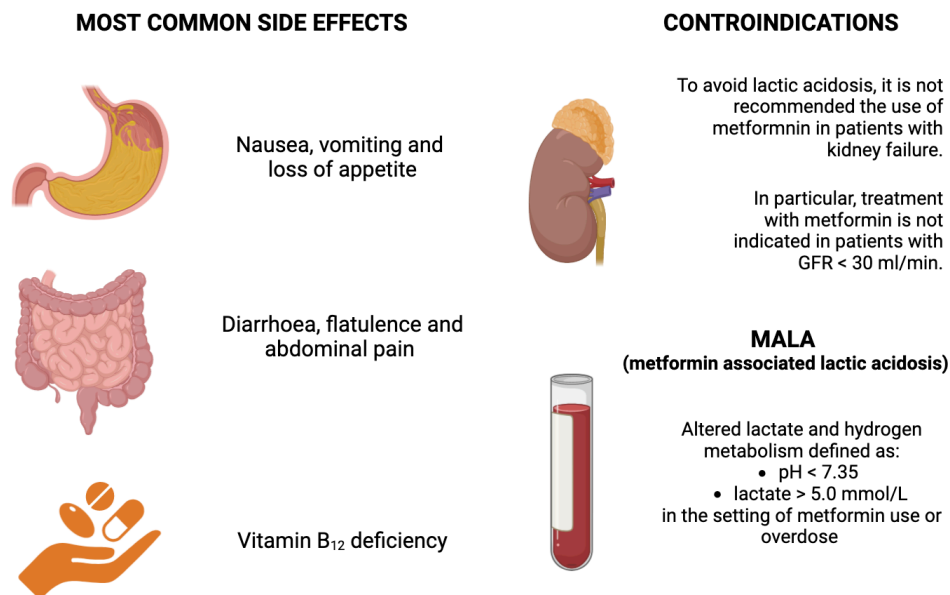 MOST COMMON SIDE EFFECTS
Nausea, vomiting and
loss of appetite
Diarrhoea, flatulence and
abdominal pain
Vitamin B₁₂ deficiency
CONTROINDICATIONS
To avoid lactic acidosis, it is not
recommended the use of
metformnin in patients with
kidney failure.
In particular, treatment
with metformin is not
indicated in patients with
GFR < 30 ml/min.
MALA
(metformin associated lactic acidosis)
Altered lactate and hydrogen
metabolism defined as:
• pH < 7.35
• lactate > 5.0 mmol/L
in the setting of metformin use or
overdose